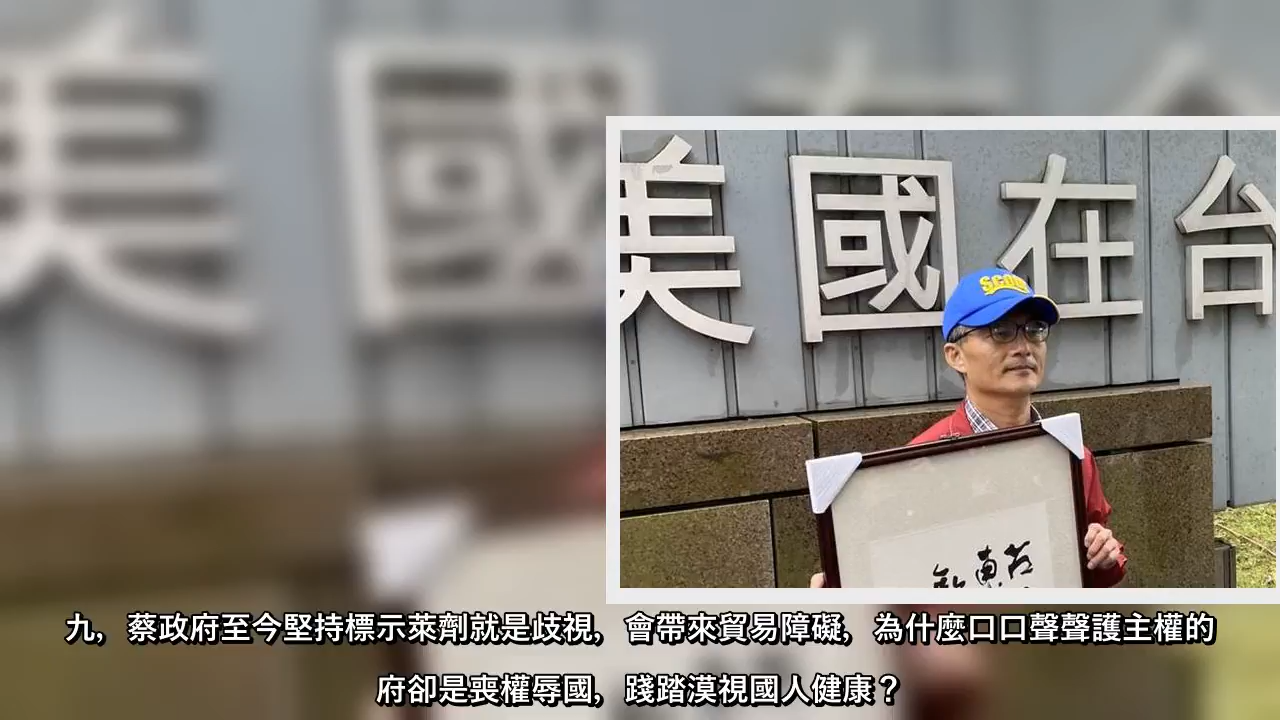 美國在台
九，蔡政府至今堅持標示萊劑就是歧視，會帶來貿易障礙，為什麼口口聲聲護主權的
府卻是喪權辱國，踐踏漠視國人健康？